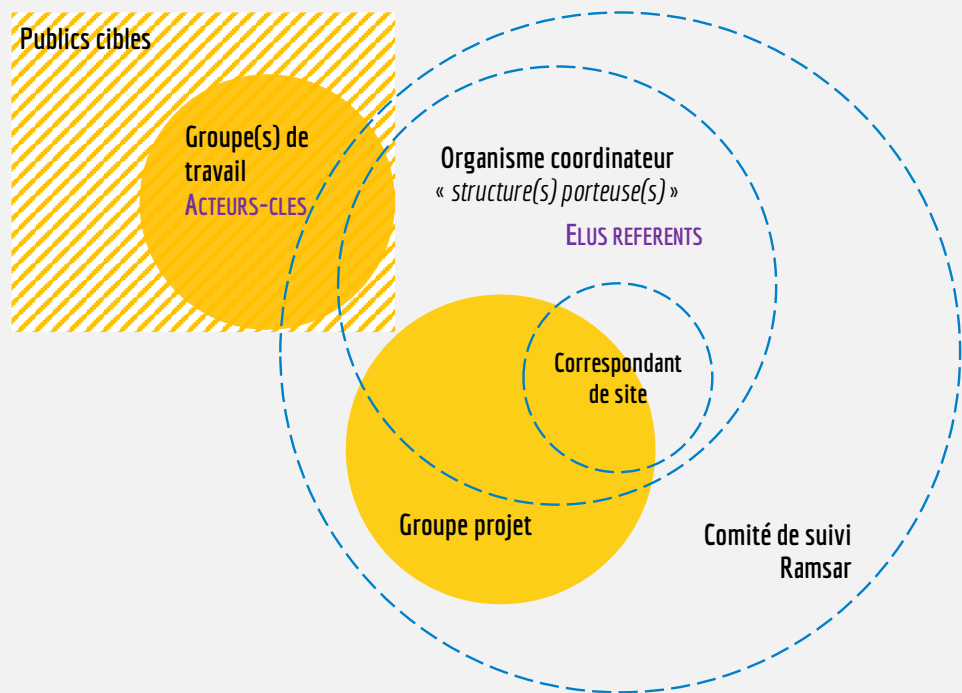 Publics cibles
Groupe(s) de
travail
ACTEURS-CLES
Organisme coordinateur
« structure(s) porteuse(s) »
ELUS REFERENTS
Correspondant
de site
Groupe projet
Comité de suivi
Ramsar